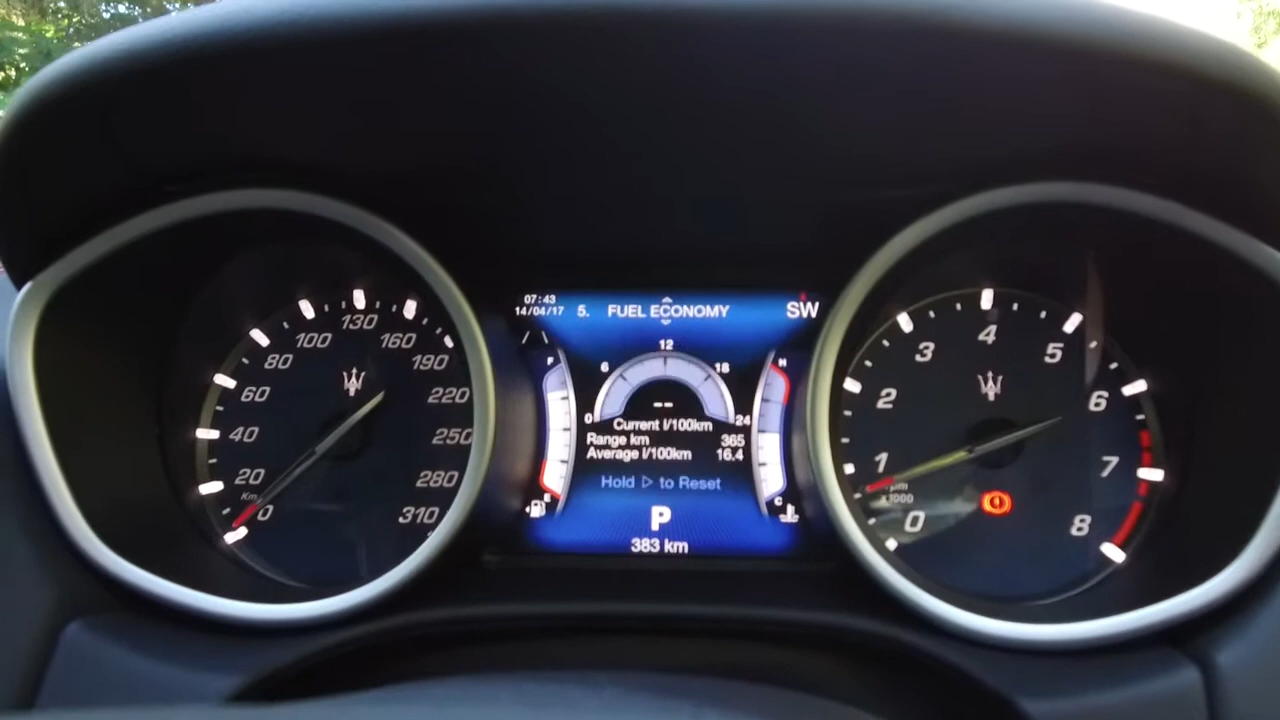 0
20
40
60
80
100
130
160
190
220
250
280
310
07:43
14/04/17
5. FUEL ECONOMY
SW
F
E
0 6 12 18 24
--
Current l/100km
Range km 365
Average l/100km 16.4
Hold ▷ to Reset
P
383 km
H
C
0
1
2
3
4
5
6
7
8
x1000